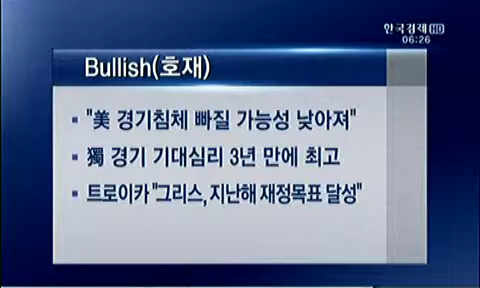 한국경제 HD
06:26
Bullish(호재)
▪ "美 경기침체 빠질 가능성 낮아져"
▪ 獨 경기 기대심리 3년 만에 최고
▪ 트로이카 "그리스, 지난해 재정목표 달성"